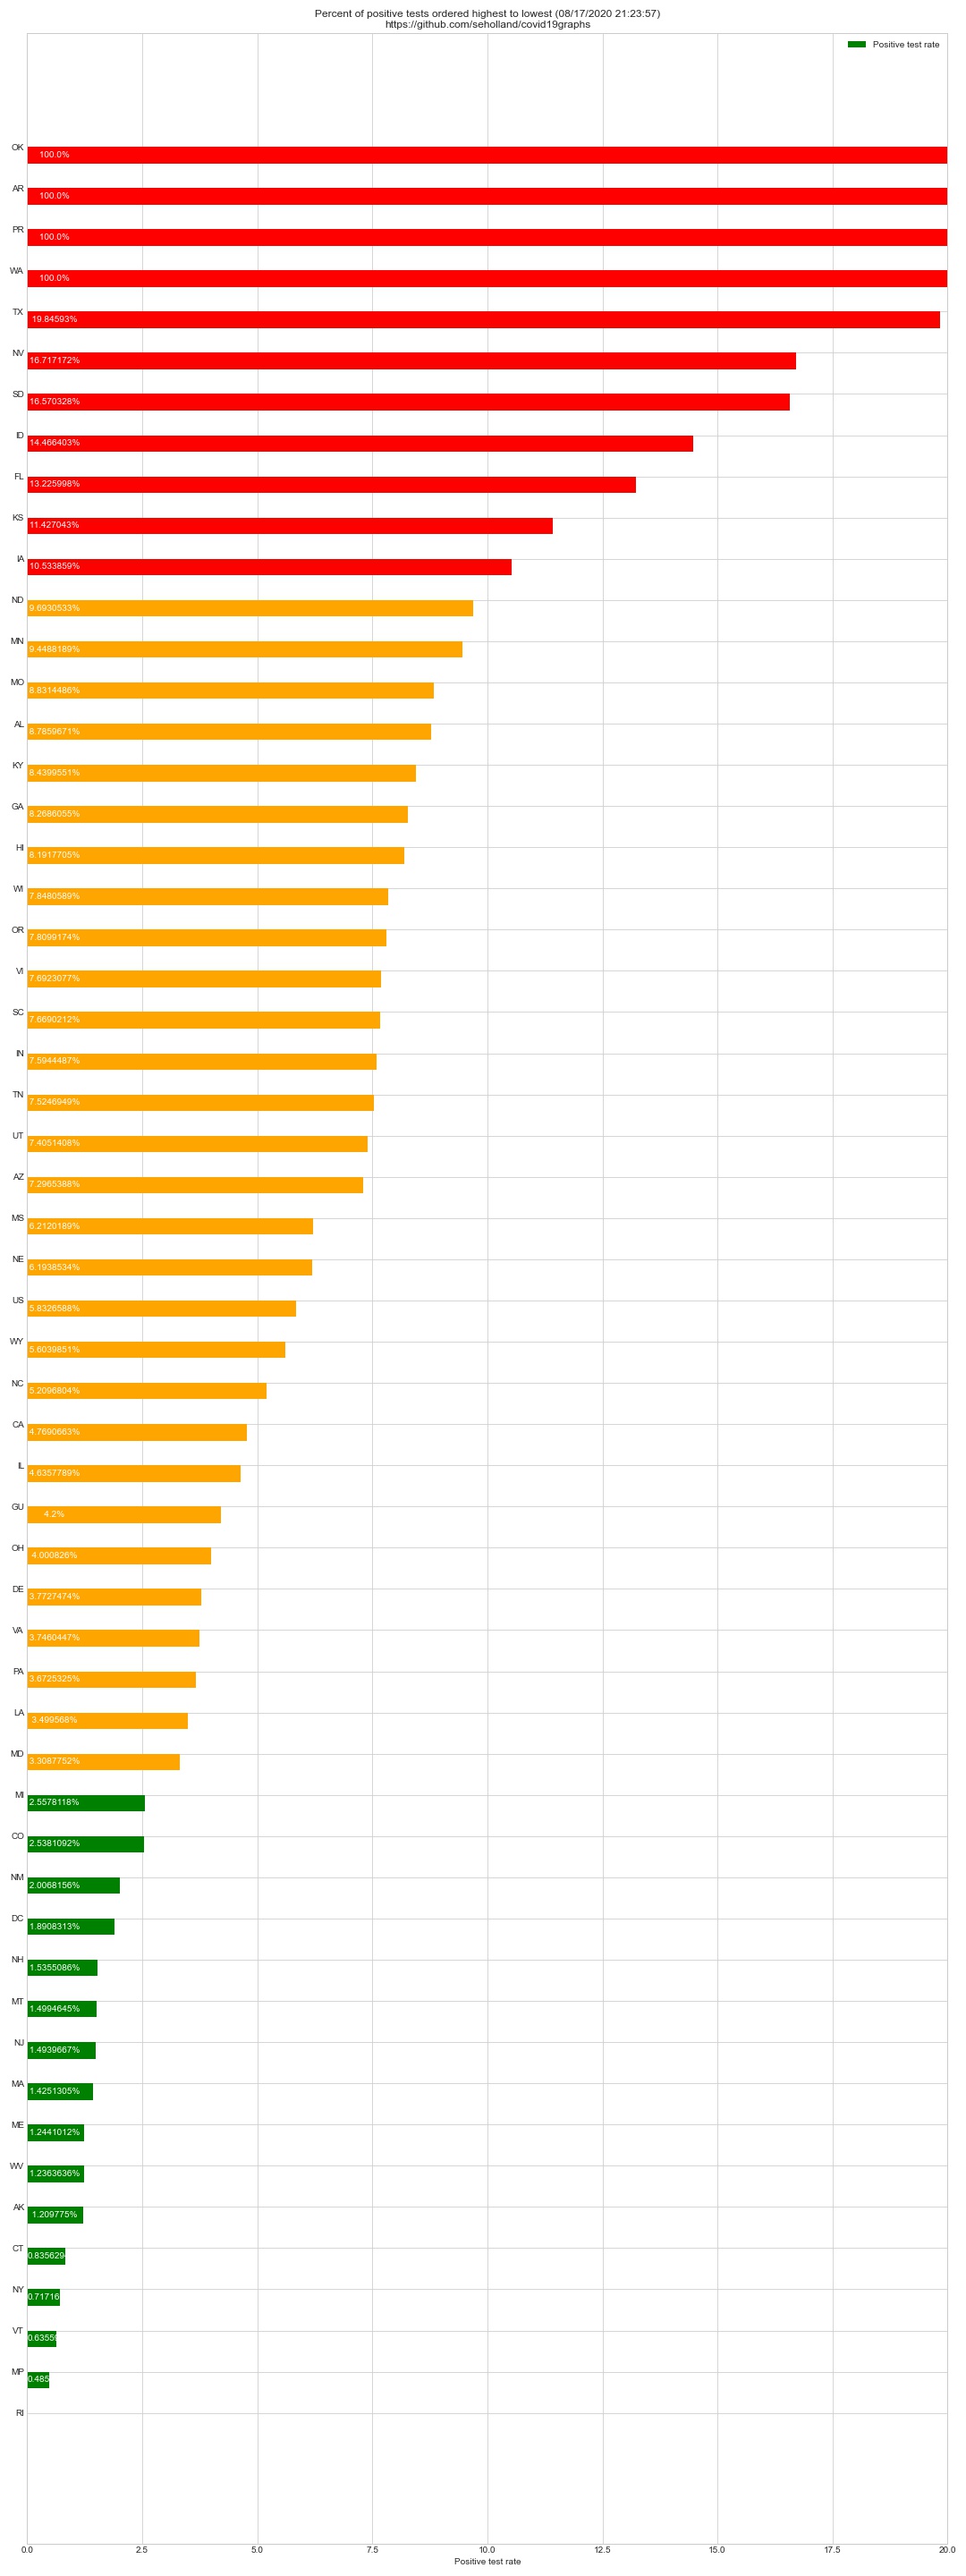 Percent of positive tests ordered highest to lowest (08/17/2020 21:23:57)
https://github.com/seholland/covid19graphs
Positive test rate
OK 100.0%
AR 100.0%
PR 100.0%
WA 100.0%
TX 19.84593%
NV 16.717172%
SD 16.570328%
ID 14.466403%
FL 13.225998%
KS 11.427043%
IA 10.533859%
ND 9.6930533%
MN 9.4488189%
MO 8.8314486%
AL 8.7859671%
KY 8.4399551%
GA 8.2686055%
HI 8.1917705%
WI 7.8480589%
OR 7.8099174%
VI 7.6923077%
SC 7.6690212%
IN 7.5944487%
TN 7.5246949%
UT 7.4051408%
AZ 7.2965388%
MS 6.2120189%
NE 6.1938534%
US 5.8326588%
WY 5.6039851%
NC 5.2096804%
CA 4.7690663%
IL 4.6357789%
GU 4.2%
OH 4.000826%
DE 3.7727474%
VA 3.7460447%
PA 3.6725325%
LA 3.499568%
MD 3.3087752%
MI 2.5578118%
CO 2.5381092%
NM 2.0068156%
DC 1.8908313%
NH 1.5355086%
MT 1.4994645%
NJ 1.4939667%
MA 1.4251305%
ME 1.2441012%
WV 1.2363636%
AK 1.209775%
CT 0.835629
NY 0.71716
VT 0.6355
MP 0.485
RI
0.0 2.5 5.0 7.5 10.0 12.5 15.0 17.5 20.0
Positive test rate